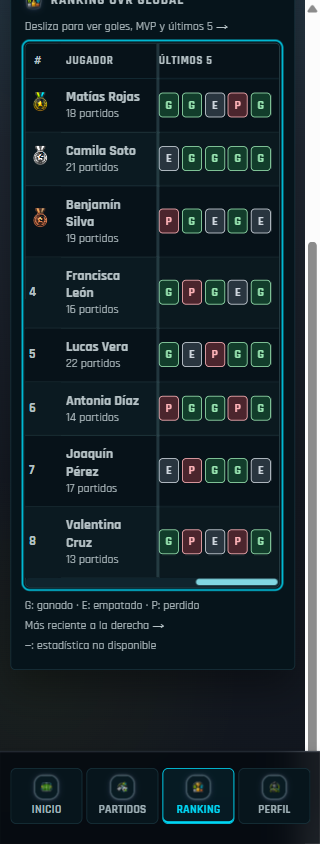 RANKING OVR GLOBAL
Desliza para ver goles, MVP y últimos 5 →
# JUGADOR ÚLTIMOS 5
Matías Rojas G G E P G
18 partidos
Camila Soto E G G G G
21 partidos
Benjamín
Silva P G E G E
19 partidos
Francisca
4 León G P G E G
16 partidos
5 Lucas Vera G E P G G
22 partidos
6 Antonia Díaz P G G P G
14 partidos
Joaquín
7 Pérez E P G G E
17 partidos
Valentina
8 Cruz G P E P G
13 partidos
G: ganado · E: empatado · P: perdido
Más reciente a la derecha →
—: estadística no disponible
INICIO PARTIDOS RANKING PERFIL